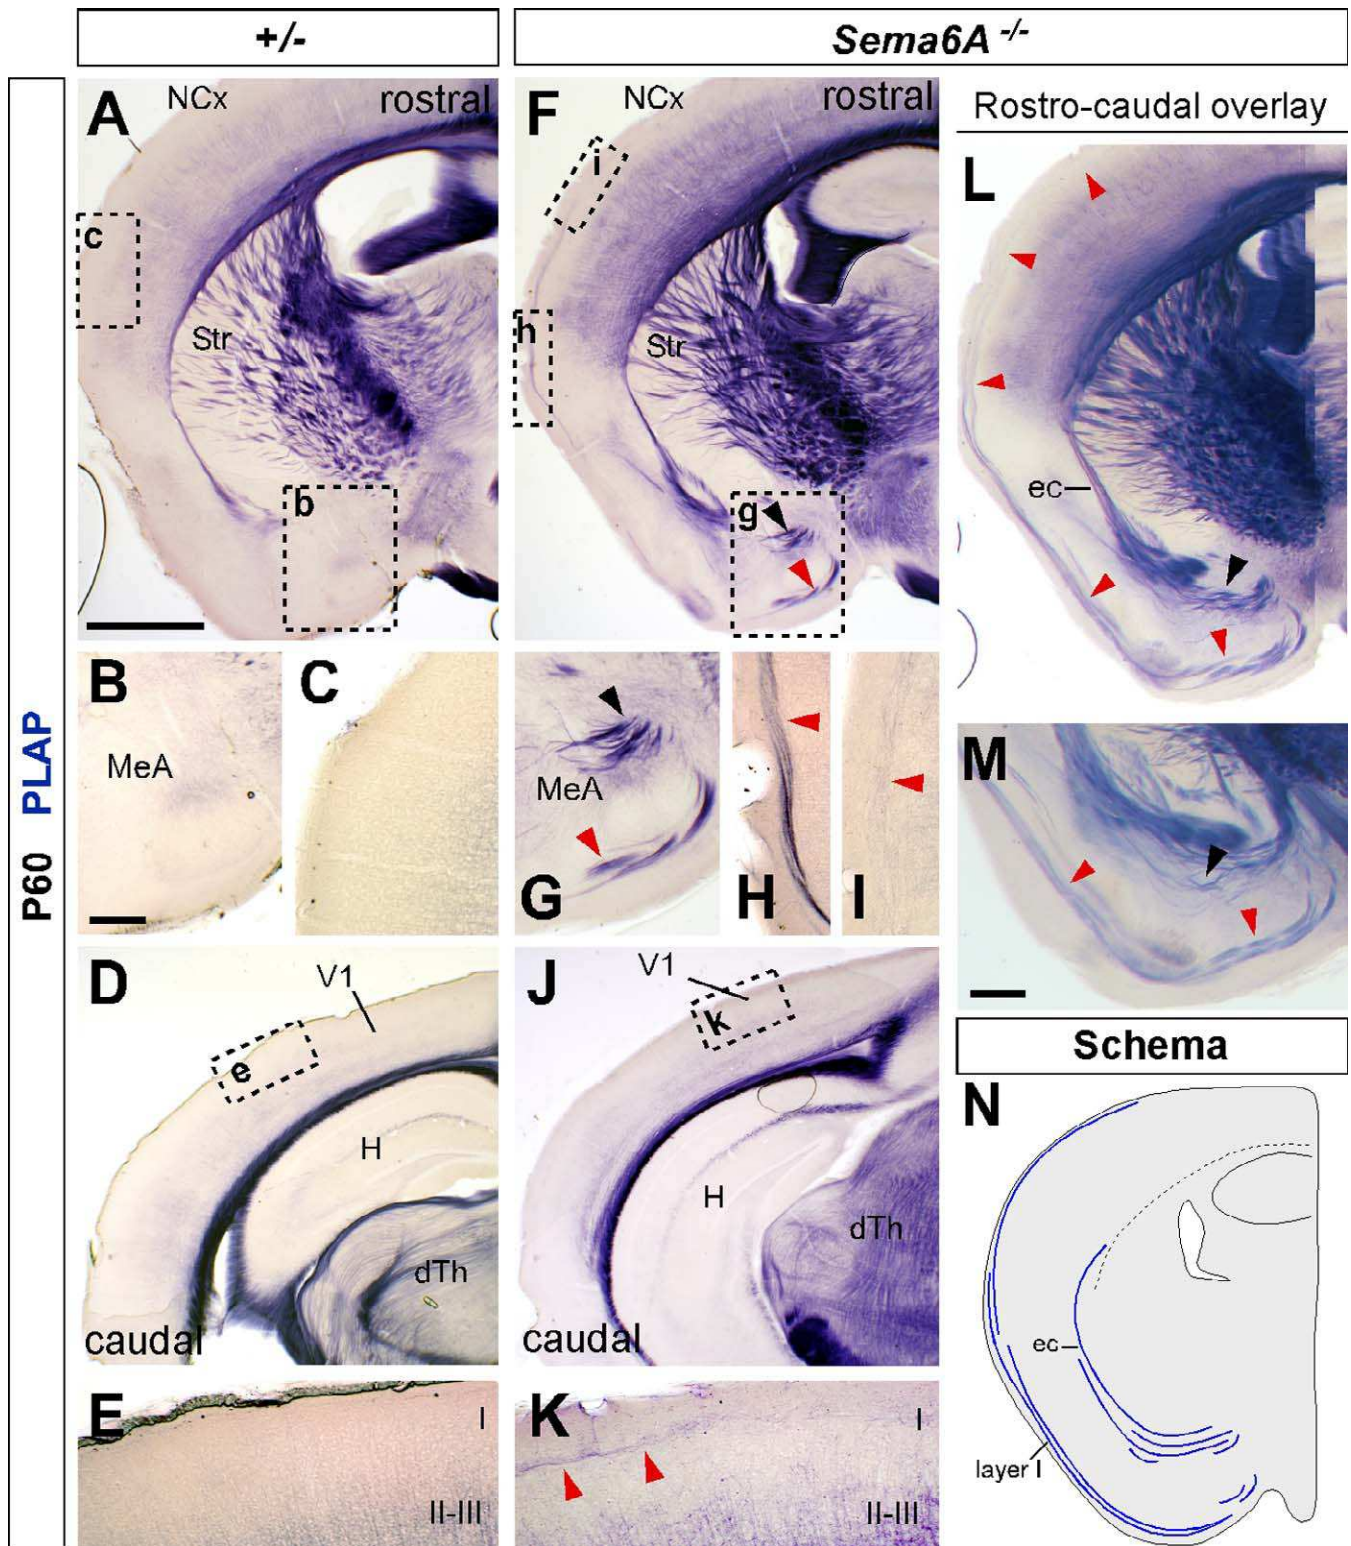 +/-
Sema6A -/-
P60 PLAP
A
NCx
rostral
c
Str
b
F
NCx
rostral
i
h
Str
g
Rostro-caudal overlay
L
ec
B
MeA
C
G
MeA
H
I
M
D
V1
e
H
dTh
caudal
J
V1
k
H
dTh
caudal
Schema
N
ec
layer I
E
I
II-III
K
I
II-III